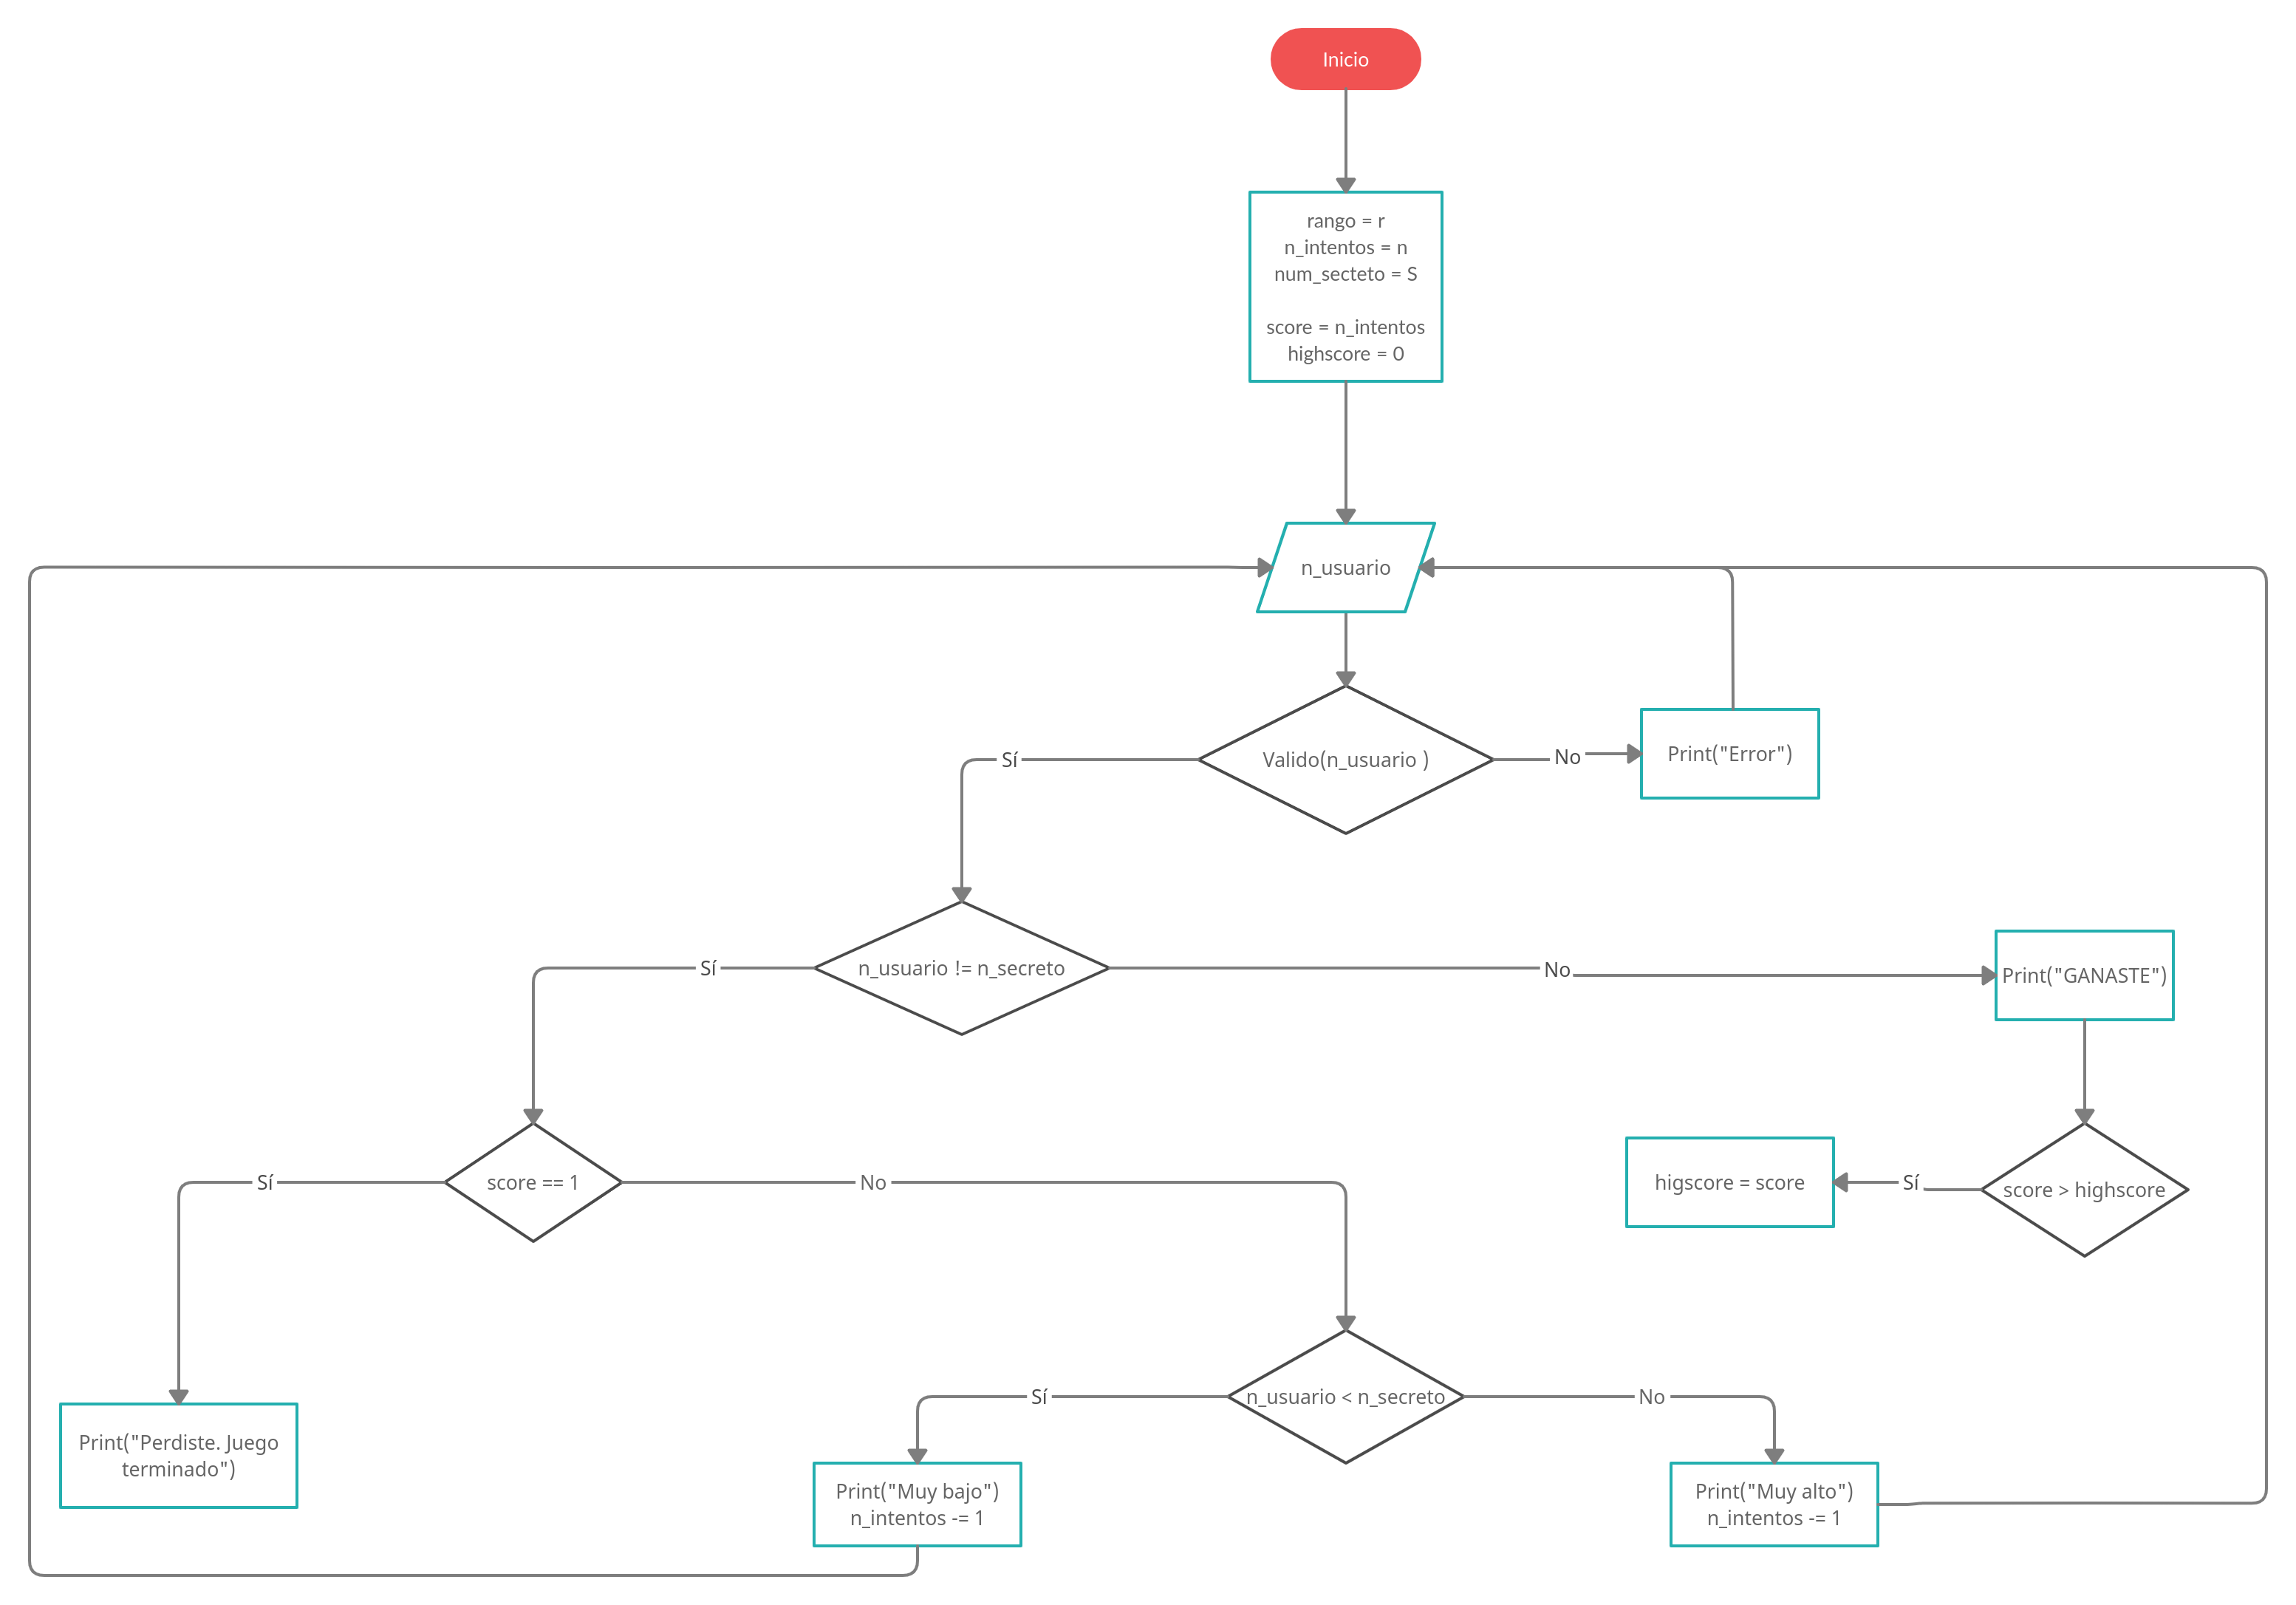 Inicio
rango = r
n_intentos = n
num_secteto = S
score = n_intentos
highscore = 0
n_usuario
Valido(n_usuario )
Sí
No
Print("Error")
n_usuario != n_secreto
Sí
No
Print("GANASTE")
score == 1
Sí
No
higscore = score
Sí
score > highscore
n_usuario < n_secreto
Sí
No
Print("Perdiste. Juego
terminado")
Print("Muy bajo")
n_intentos -= 1
Print("Muy alto")
n_intentos -= 1